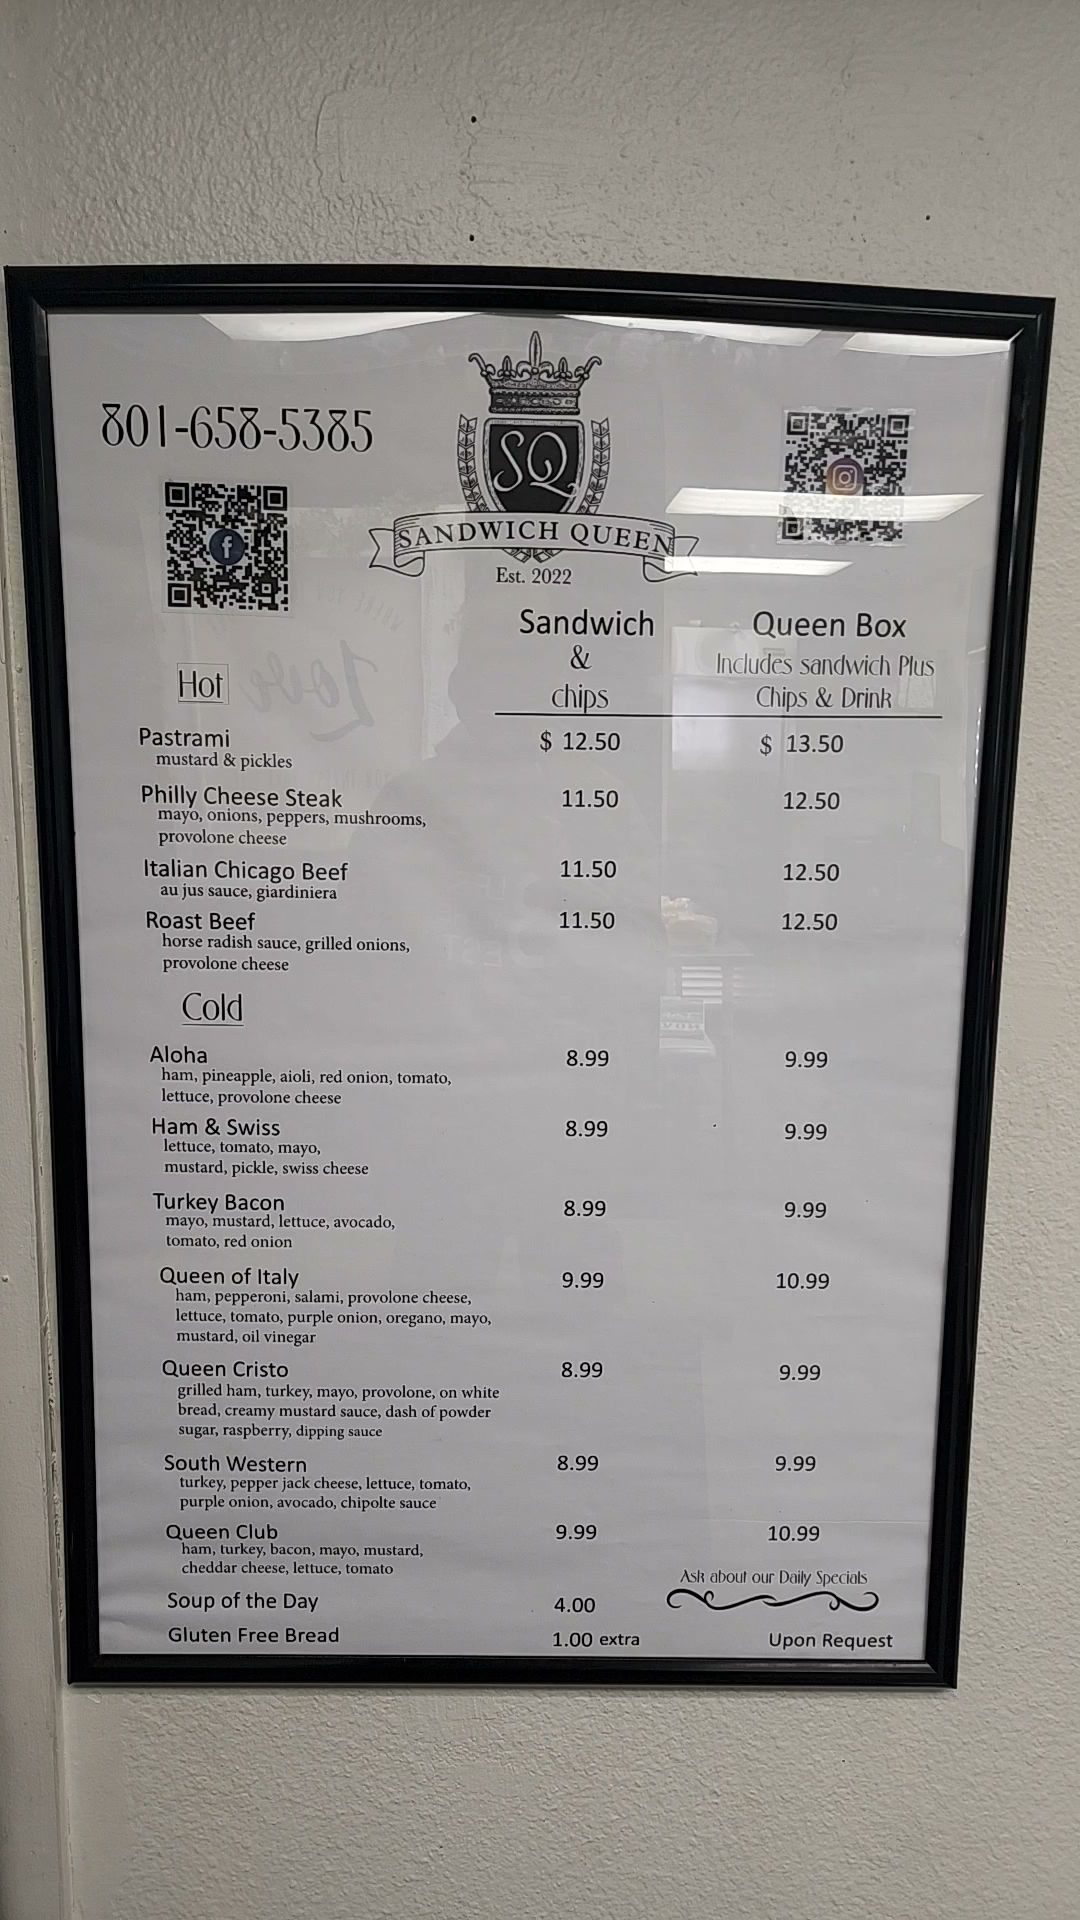 801-658-5385
SQ
SANDWICH QUEEN
Est. 2022
Sandwich
&
chips
Queen Box
Includes sandwich Plus
Chips & Drink
Hot
Pastrami $ 12.50 $ 13.50
mustard & pickles
Philly Cheese Steak 11.50 12.50
mayo, onions, peppers, mushrooms,
provolone cheese
Italian Chicago Beef 11.50 12.50
au jus sauce, giardiniera
Roast Beef 11.50 12.50
horse radish sauce, grilled onions,
provolone cheese
Cold
Aloha 8.99 9.99
ham, pineapple, aioli, red onion, tomato,
lettuce, provolone cheese
Ham & Swiss 8.99 9.99
lettuce, tomato, mayo,
mustard, pickle, swiss cheese
Turkey Bacon 8.99 9.99
mayo, mustard, lettuce, avocado,
tomato, red onion
Queen of Italy 9.99 10.99
ham, pepperoni, salami, provolone cheese,
lettuce, tomato, purple onion, oregano, mayo,
mustard, oil vinegar
Queen Cristo 8.99 9.99
grilled ham, turkey, mayo, provolone, on white
bread, creamy mustard sauce, dash of powder
sugar, raspberry, dipping sauce
South Western 8.99 9.99
turkey, pepper jack cheese, lettuce, tomato,
purple onion, avocado, chipolte sauce
Queen Club 9.99 10.99
ham, turkey, bacon, mayo, mustard,
cheddar cheese, lettuce, tomato
Ask about our Daily Specials
Soup of the Day 4.00
Gluten Free Bread 1.00 extra Upon Request